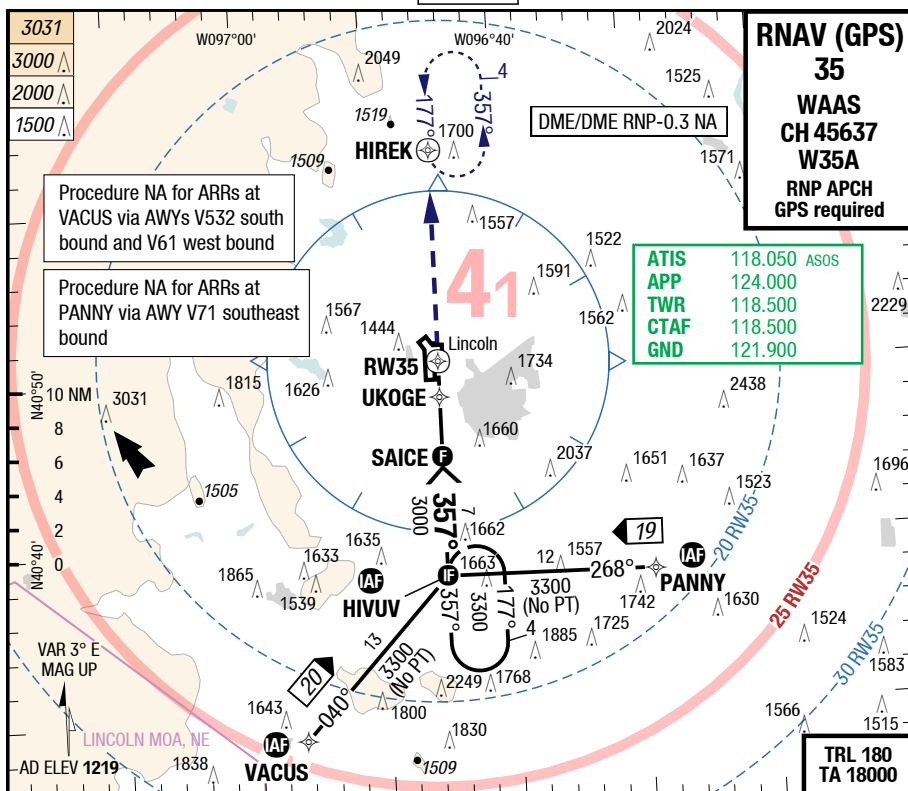 3031
3000
2000
1500
W097°00'
W096°40'
2049
2024
1525
1519
1509
1700
1571
HIREK
177°
357°
4
DME/DME RNP-0.3 NA
RNAV (GPS)
35
WAAS
CH 45637
W35A
RNP APCH
GPS required
Procedure NA for ARRs at
VACUS via AWYs V532 south
bound and V61 west bound
Procedure NA for ARRs at
PANNY via AWY V71 southeast
bound
1557
1522
1591
1562
41
ATIS 118.050 ASOS
APP 124.000
TWR 118.500
CTAF 118.500
GND 121.900
2229
1567
1444
Lincoln
RW35
1626
1734
UKOGE
1815
3031
2438
N40°50'
10 NM
8
6
4
2
0
N40°40'
1660
SAICE
F
2037
1651
1637
1523
1696
1505
357°
3000
7
1662
1635
1633
1865
1539
IAF
HIVUV
IF
1663
12
1557
19
268°
3300
(No PT)
IAF
PANNY
1742
1630
20 RW35
25 RW35
30 RW35
357°
3300
177°
4
1885
1725
1524
1583
1515
1566
13
3300
(No PT)
20
040°
2249
1768
1800
1830
1643
IAF
VACUS
1509
1838
VAR 3° E
MAG UP
LINCOLN MOA, NE
AD ELEV 1219
TRL 180
TA 18000